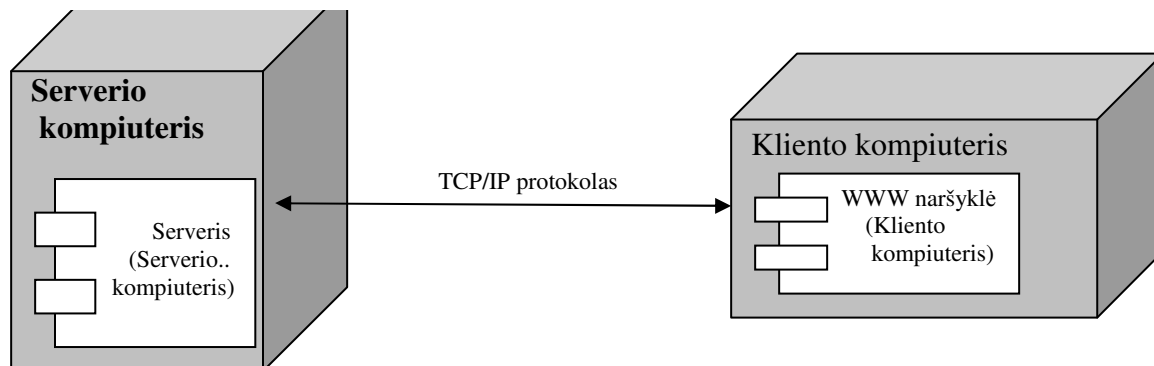 Serverio
kompiuteris
Serveris
(Serverio..
kompiuteris)
TCP/IP protokolas
Kliento kompiuteris
WWW naršyklė
(Kliento
kompiuteris)